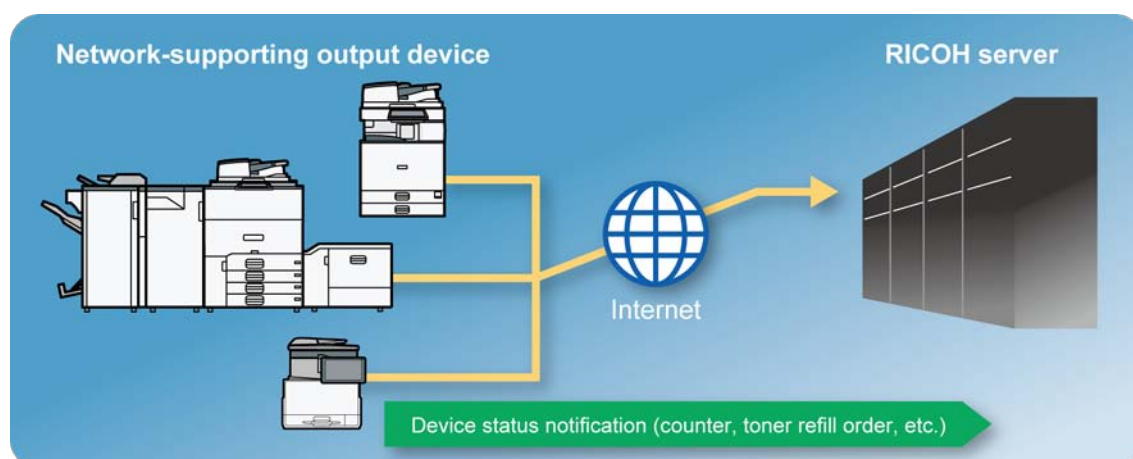 Network-supporting output device
RICOH server
Internet
Device status notification (counter, toner refill order, etc.)